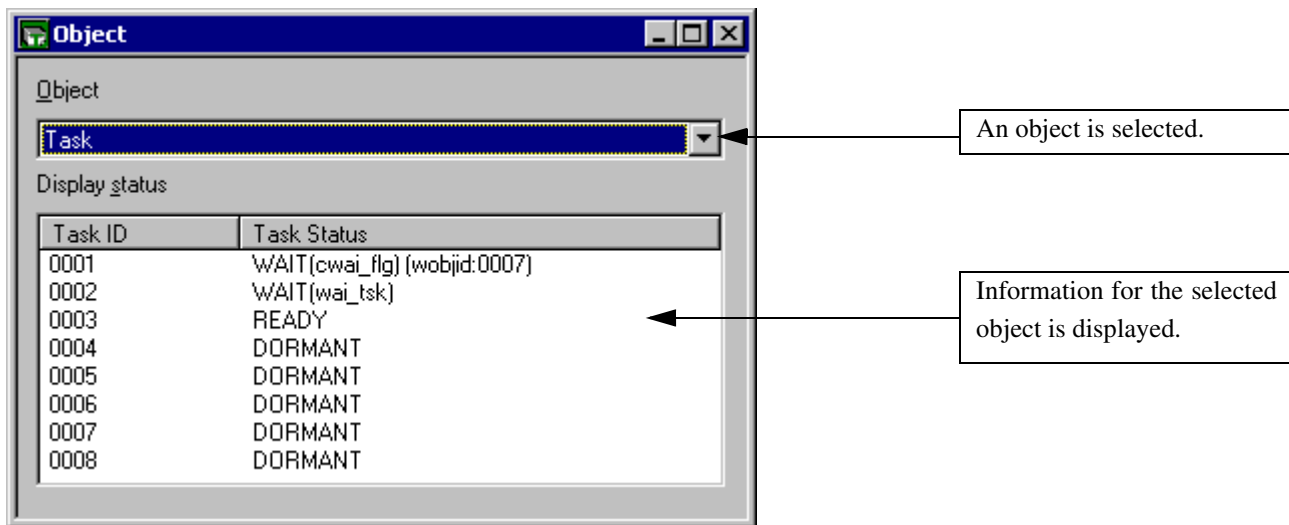 Object
Object
Task
An object is selected.
Display status
Task ID Task Status
0001 WAIT(cwai_flg) (wobjid:0007)
0002 WAIT(wai_tsk)
0003 READY
0004 DORMANT
0005 DORMANT
0006 DORMANT
0007 DORMANT
0008 DORMANT
Information for the selected
object is displayed.